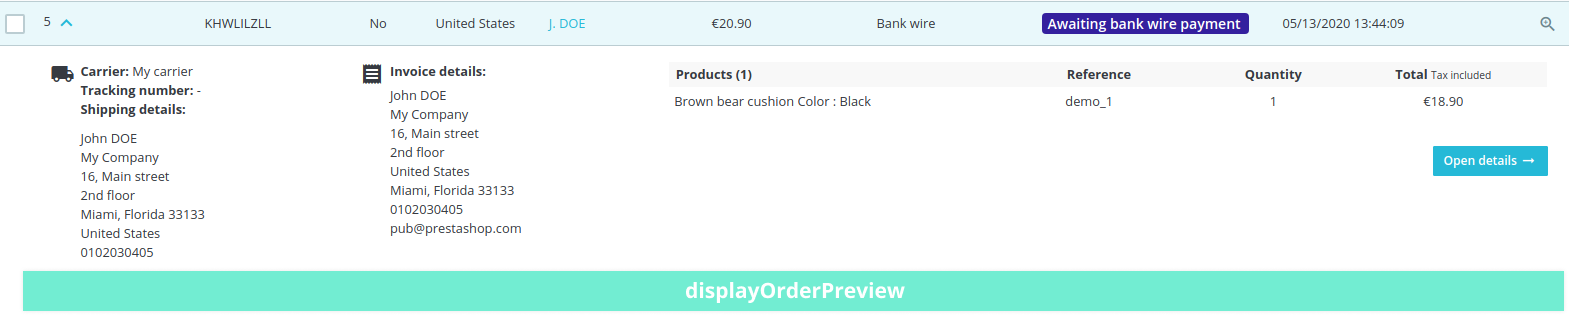 5 KHWLILZLL No United States J. DOE €20.90 Bank wire Awaiting bank wire payment 05/13/2020 13:44:09
Carrier: My carrier
Tracking number: -
Shipping details:
John DOE
My Company
16, Main street
2nd floor
Miami, Florida 33133
United States
0102030405
Invoice details:
John DOE
My Company
16, Main street
2nd floor
United States
Miami, Florida 33133
0102030405
pub@prestashop.com
Products (1) Reference Quantity Total Tax included
Brown bear cushion Color : Black demo_1 1 €18.90
Open details →
displayOrderPreview